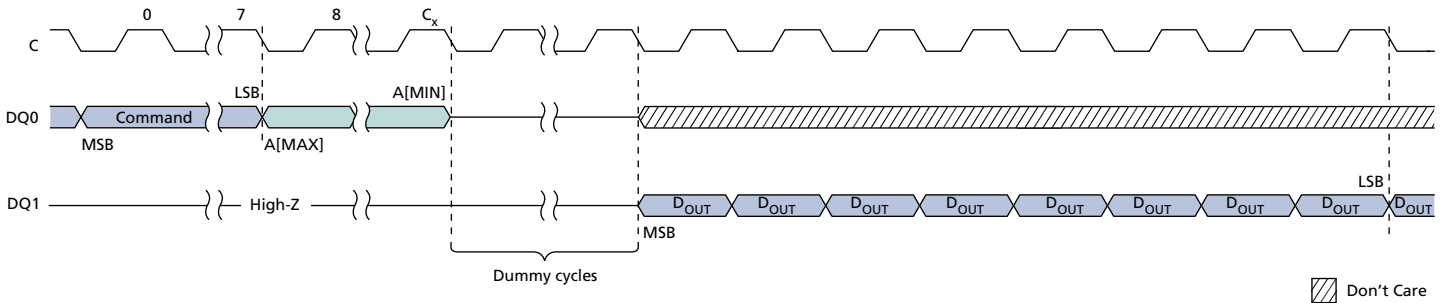 0 7 8 Cx
C
LSB A[MIN]
DQ0 Command
MSB A[MAX]
LSB
DQ1 High-Z DOUT DOUT DOUT DOUT DOUT DOUT DOUT DOUT DOUT
MSB
Dummy cycles
Don't Care